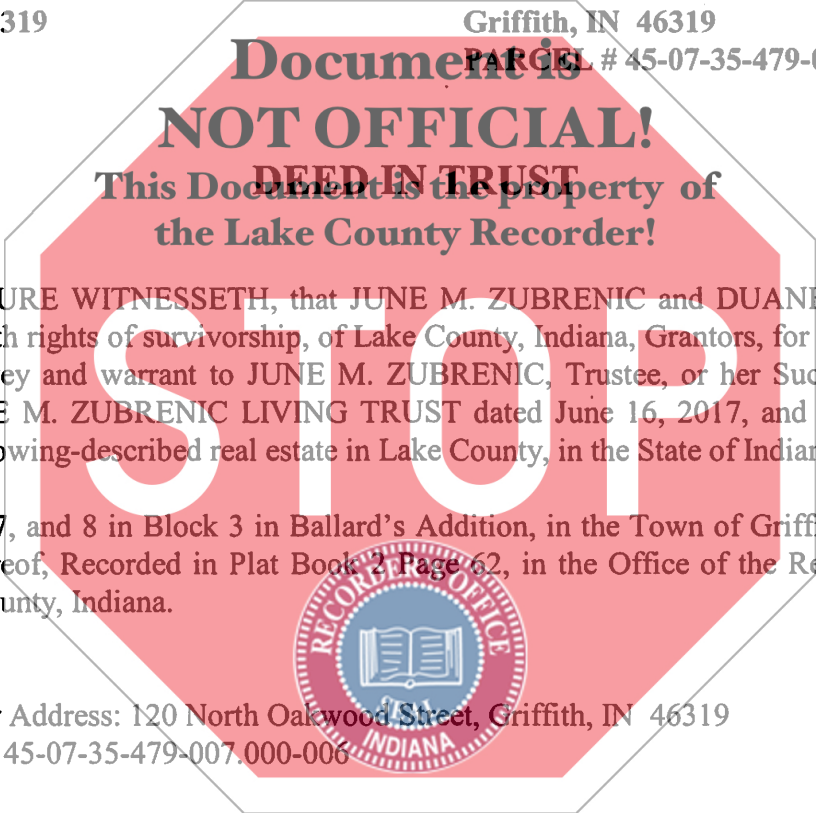 319 Griffith, IN 46319
PARCEL # 45-07-35-479-0
Document is
NOT OFFICIAL!
DEED IN TRUST
This Document is the property of
the Lake County Recorder!
URE WITNESSETH, that JUNE M. ZUBRENIC and DUANE
th rights of survivorship, of Lake County, Indiana, Grantors, for
ey and warrant to JUNE M. ZUBRENIC, Trustee, or her Suc
E M. ZUBRENIC LIVING TRUST dated June 16, 2017, and
owing-described real estate in Lake County, in the State of Indian
STOP
7, and 8 in Block 3 in Ballard's Addition, in the Town of Griffi
eof, Recorded in Plat Book 2 Page 62, in the Office of the Re
unty, Indiana.
RECORDER'S OFFICE
INDIANA
Address: 120 North Oakwood Street, Griffith, IN 46319
45-07-35-479-007.000-006